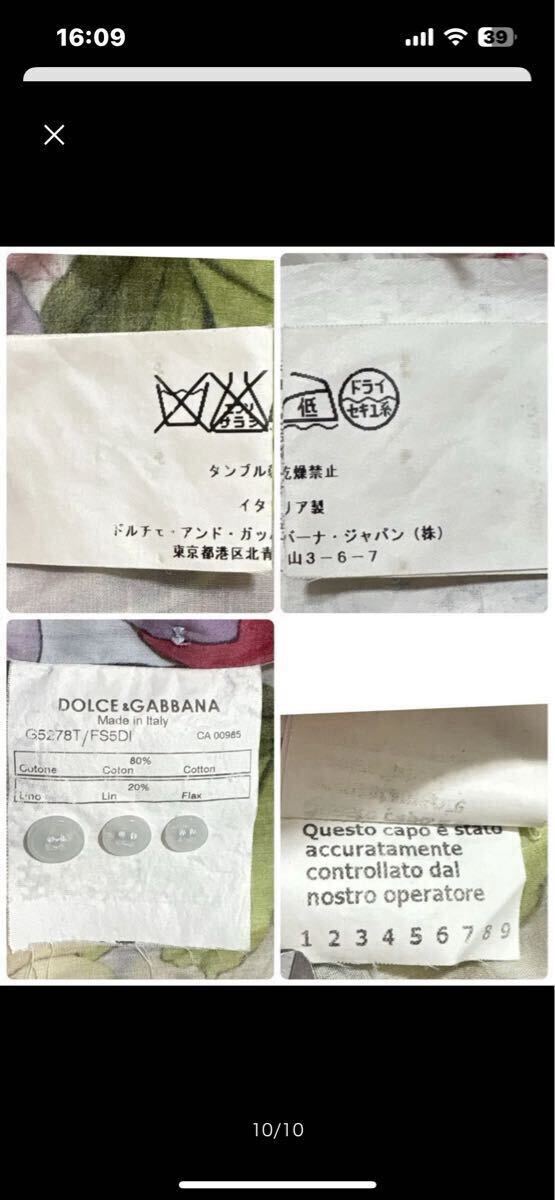 16:09
39
エンソ
サラシ
タンブル
イタ
ドルチェ・アンド・ガッ
東京都港区北青
低
ドライ
セキユ系
乾燥禁止
リア製
バーナ・ジャパン（株）
山3-6-7
DOLCE&GABBANA
Made in Italy
G5278T/FS5DI
CA 00985
80%
Cotone Coton Cotton
20%
Lino Lin Flax
Questo capo è stato
accuratamente
controllato dal
nostro operatore
1 2 3 4 5 6 7 8 9
10/10